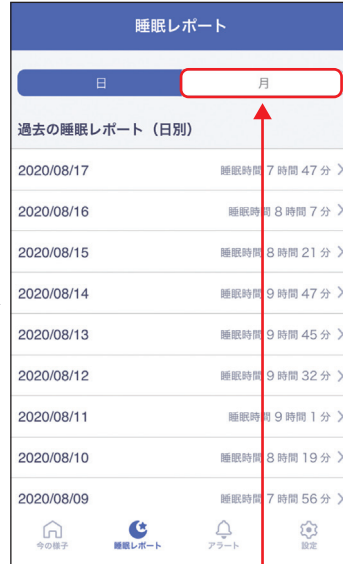 睡眠レポート
日 月
過去の睡眠レポート（日別）
2020/08/17 睡眠時間 7 時間 47 分
2020/08/16 睡眠時間 8 時間 7 分
2020/08/15 睡眠時間 8 時間 21 分
2020/08/14 睡眠時間 9 時間 47 分
2020/08/13 睡眠時間 9 時間 45 分
2020/08/12 睡眠時間 9 時間 32 分
2020/08/11 睡眠時間 9 時間 1 分
2020/08/10 睡眠時間 8 時間 19 分
2020/08/09 睡眠時間 7 時間 56 分
今の様子 睡眠レポート アラート 設定